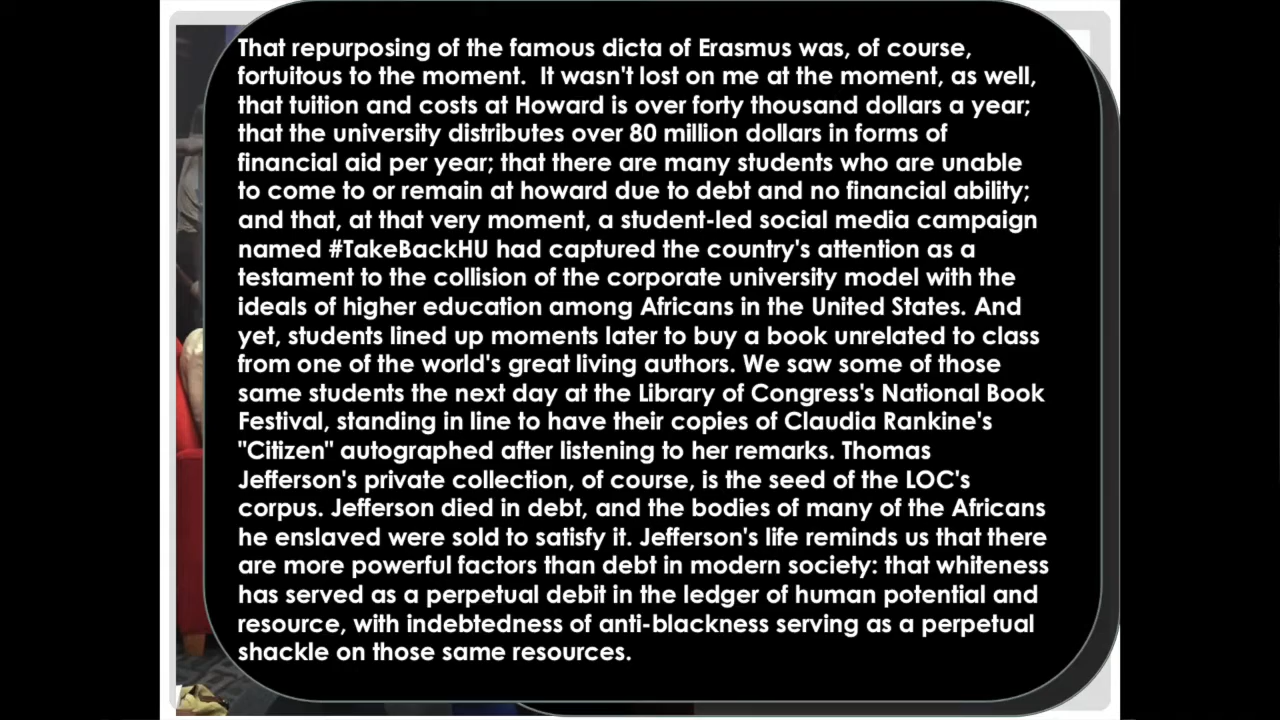 That repurposing of the famous dicta of Erasmus was, of course,
fortuitous to the moment.  It wasn't lost on me at the moment, as well,
that tuition and costs at Howard is over forty thousand dollars a year;
that the university distributes over 80 million dollars in forms of
financial aid per year; that there are many students who are unable
to come to or remain at howard due to debt and no financial ability;
and that, at that very moment, a student-led social media campaign
named #TakeBackHU had captured the country's attention as a
testament to the collision of the corporate university model with the
ideals of higher education among Africans in the United States. And
yet, students lined up moments later to buy a book unrelated to class
from one of the world's great living authors. We saw some of those
same students the next day at the Library of Congress's National Book
Festival, standing in line to have their copies of Claudia Rankine's
"Citizen" autographed after listening to her remarks. Thomas
Jefferson's private collection, of course, is the seed of the LOC's
corpus. Jefferson died in debt, and the bodies of many of the Africans
he enslaved were sold to satisfy it. Jefferson's life reminds us that there
are more powerful factors than debt in modern society: that whiteness
has served as a perpetual debit in the ledger of human potential and
resource, with indebtedness of anti-blackness serving as a perpetual
shackle on those same resources.